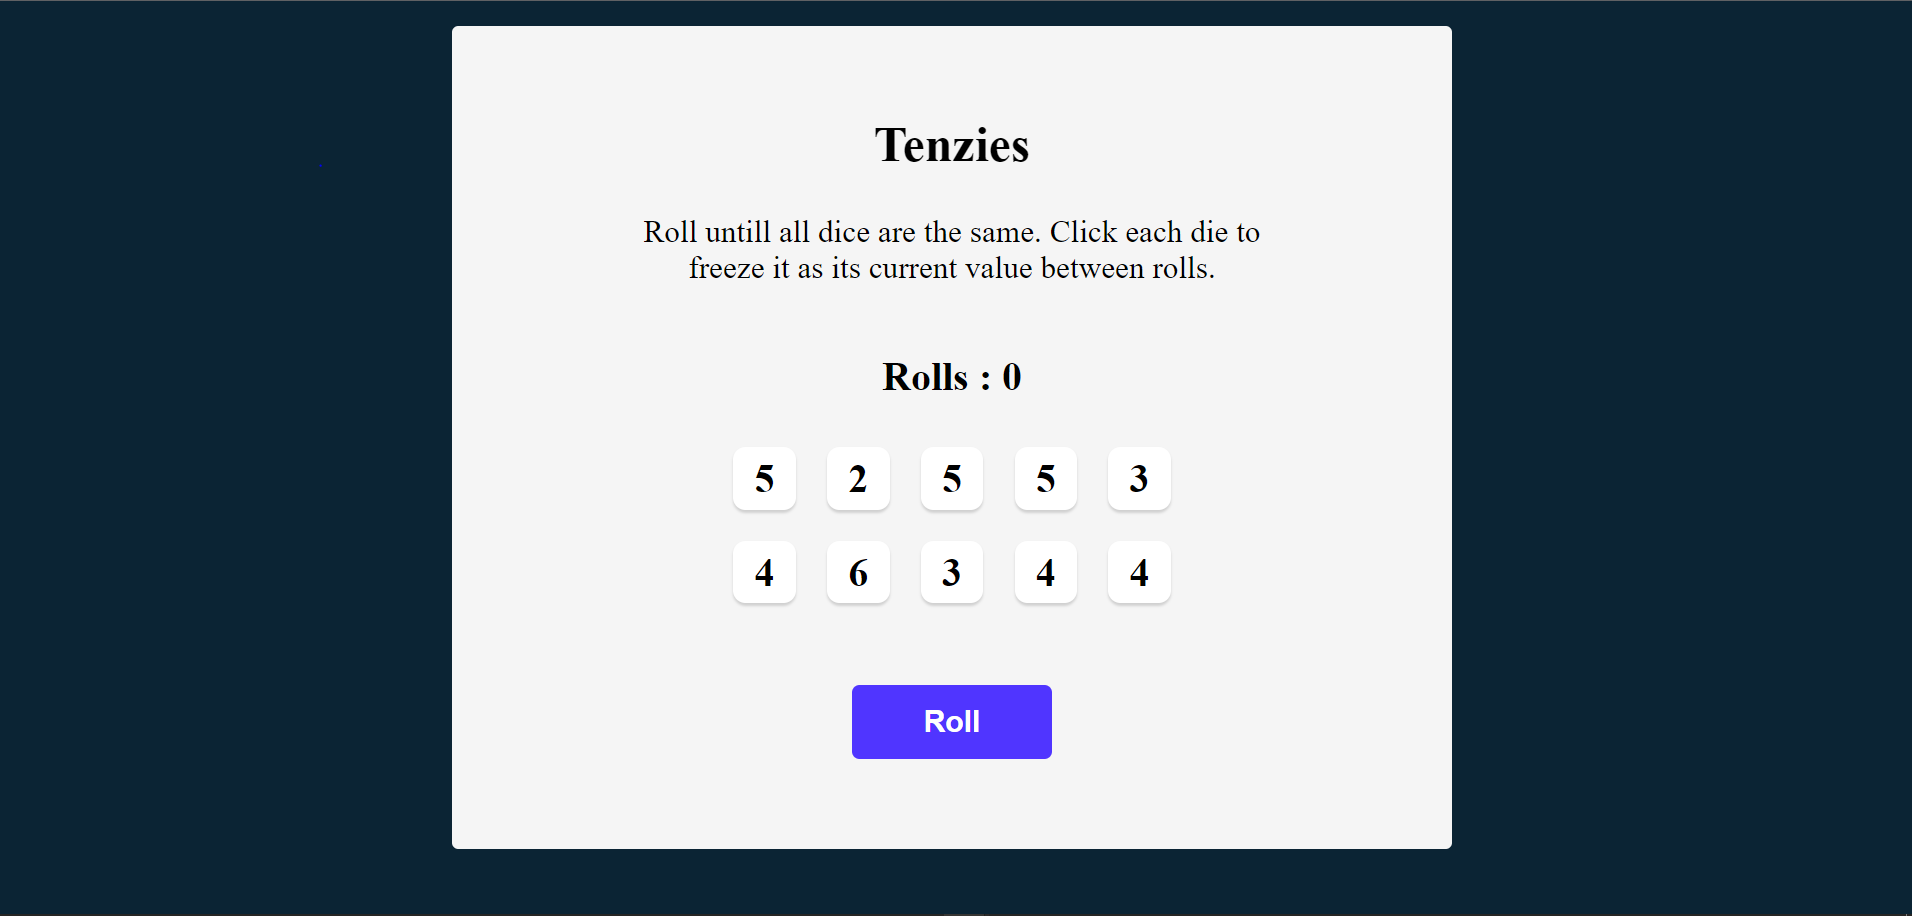 Tenzies
Roll untill all dice are the same. Click each die to
freeze it as its current value between rolls.
Rolls : 0
5 2 5 5 3
4 6 3 4 4
Roll